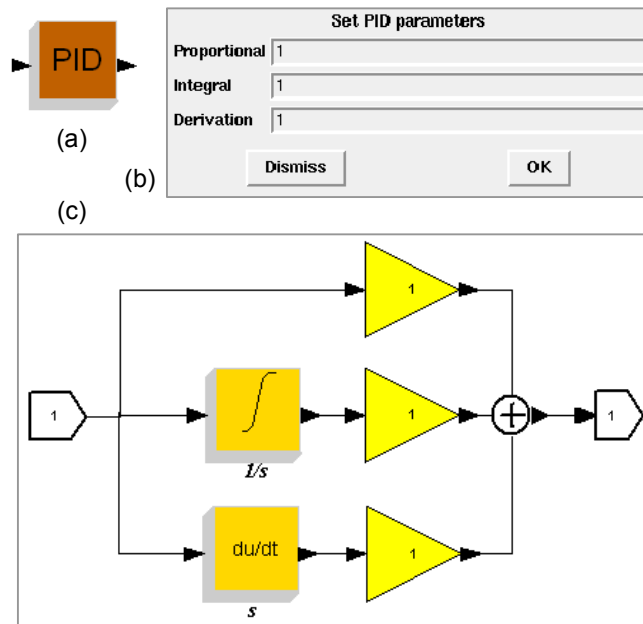 PID
(a)
Set PID parameters
Proportional 1
Integral 1
Derivation 1
Dismiss OK
(b)
(c)
1
1
1
1/s
1
1
du/dt
s
1